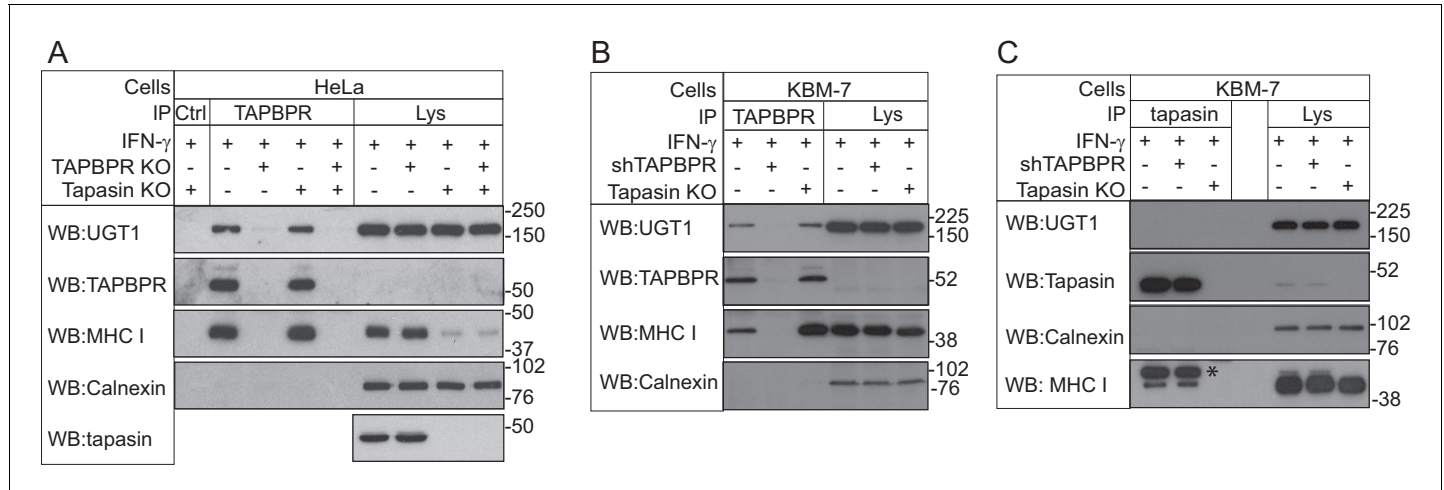 A
Cells HeLa
IP Ctrl TAPBPR Lys
IFN-γ + + + + + + + + +
TAPBPR KO - - + - + - + - +
Tapasin KO + - - + + - - + +
WB:UGT1 -250
-150
WB:TAPBPR -50
WB:MHC I -50
-37
WB:Calnexin -102
-76
WB:tapasin -50
B
Cells KBM-7
IP TAPBPR Lys
IFN-γ + + + + + +
shTAPBPR - + - - + -
Tapasin KO - - + - - +
WB:UGT1 -225
-150
WB:TAPBPR -52
WB:MHC I -38
WB:Calnexin -102
-76
C
Cells KBM-7
IP tapasin Lys
IFN-γ + + + + + +
shTAPBPR - + - - + -
Tapasin KO - - + - - +
WB:UGT1 -225
-150
WB:Tapasin -52
WB:Calnexin -102
-76
WB: MHC I * -38